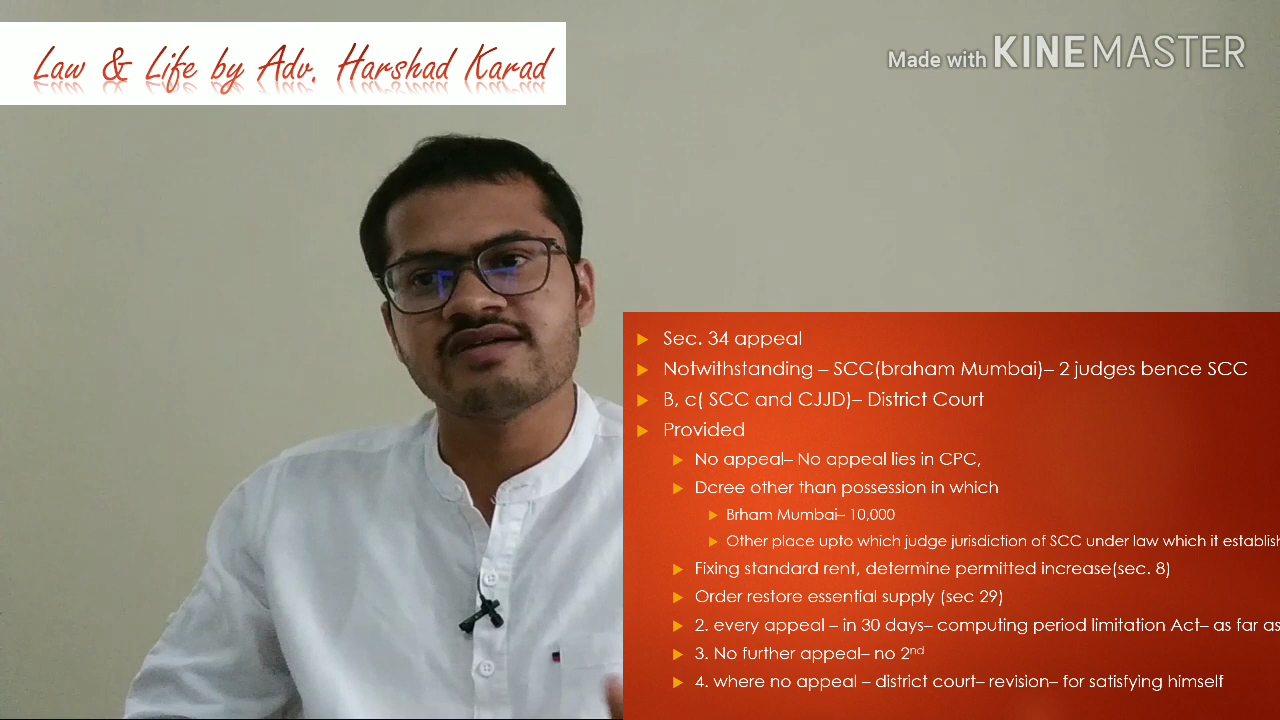 Law & Life by Adv. Harshad Karad
Made with KINEMASTER
Sec. 34 appeal
Notwithstanding – SCC(braham Mumbai)– 2 judges bence SCC
B, c( SCC and CJJD)– District Court
Provided
No appeal– No appeal lies in CPC,
Dcree other than possession in which
Brham Mumbai– 10,000
Other place upto which judge jurisdiction of SCC under law which it establish
Fixing standard rent, determine permitted increase(sec. 8)
Order restore essential supply (sec 29)
2. every appeal – in 30 days– computing period limitation Act– as far as
3. No further appeal– no 2nd
4. where no appeal – district court– revision– for satisfying himself